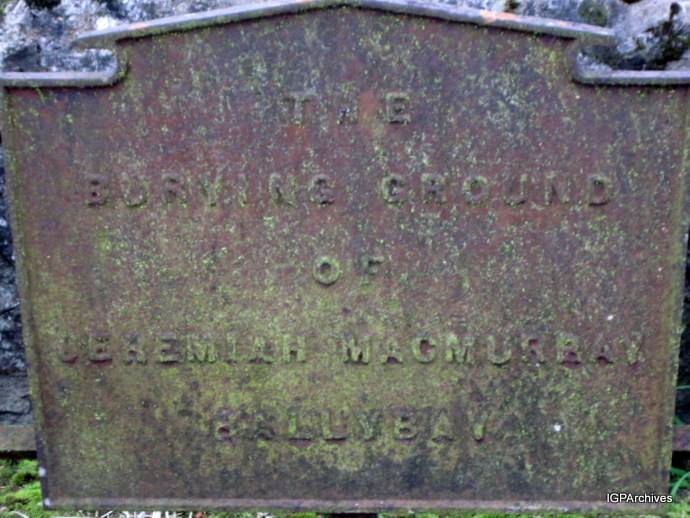 THE
BURYING GROUND
OF
JEREMIAH MACMURRAY
BALLYBAY
IGPArchives